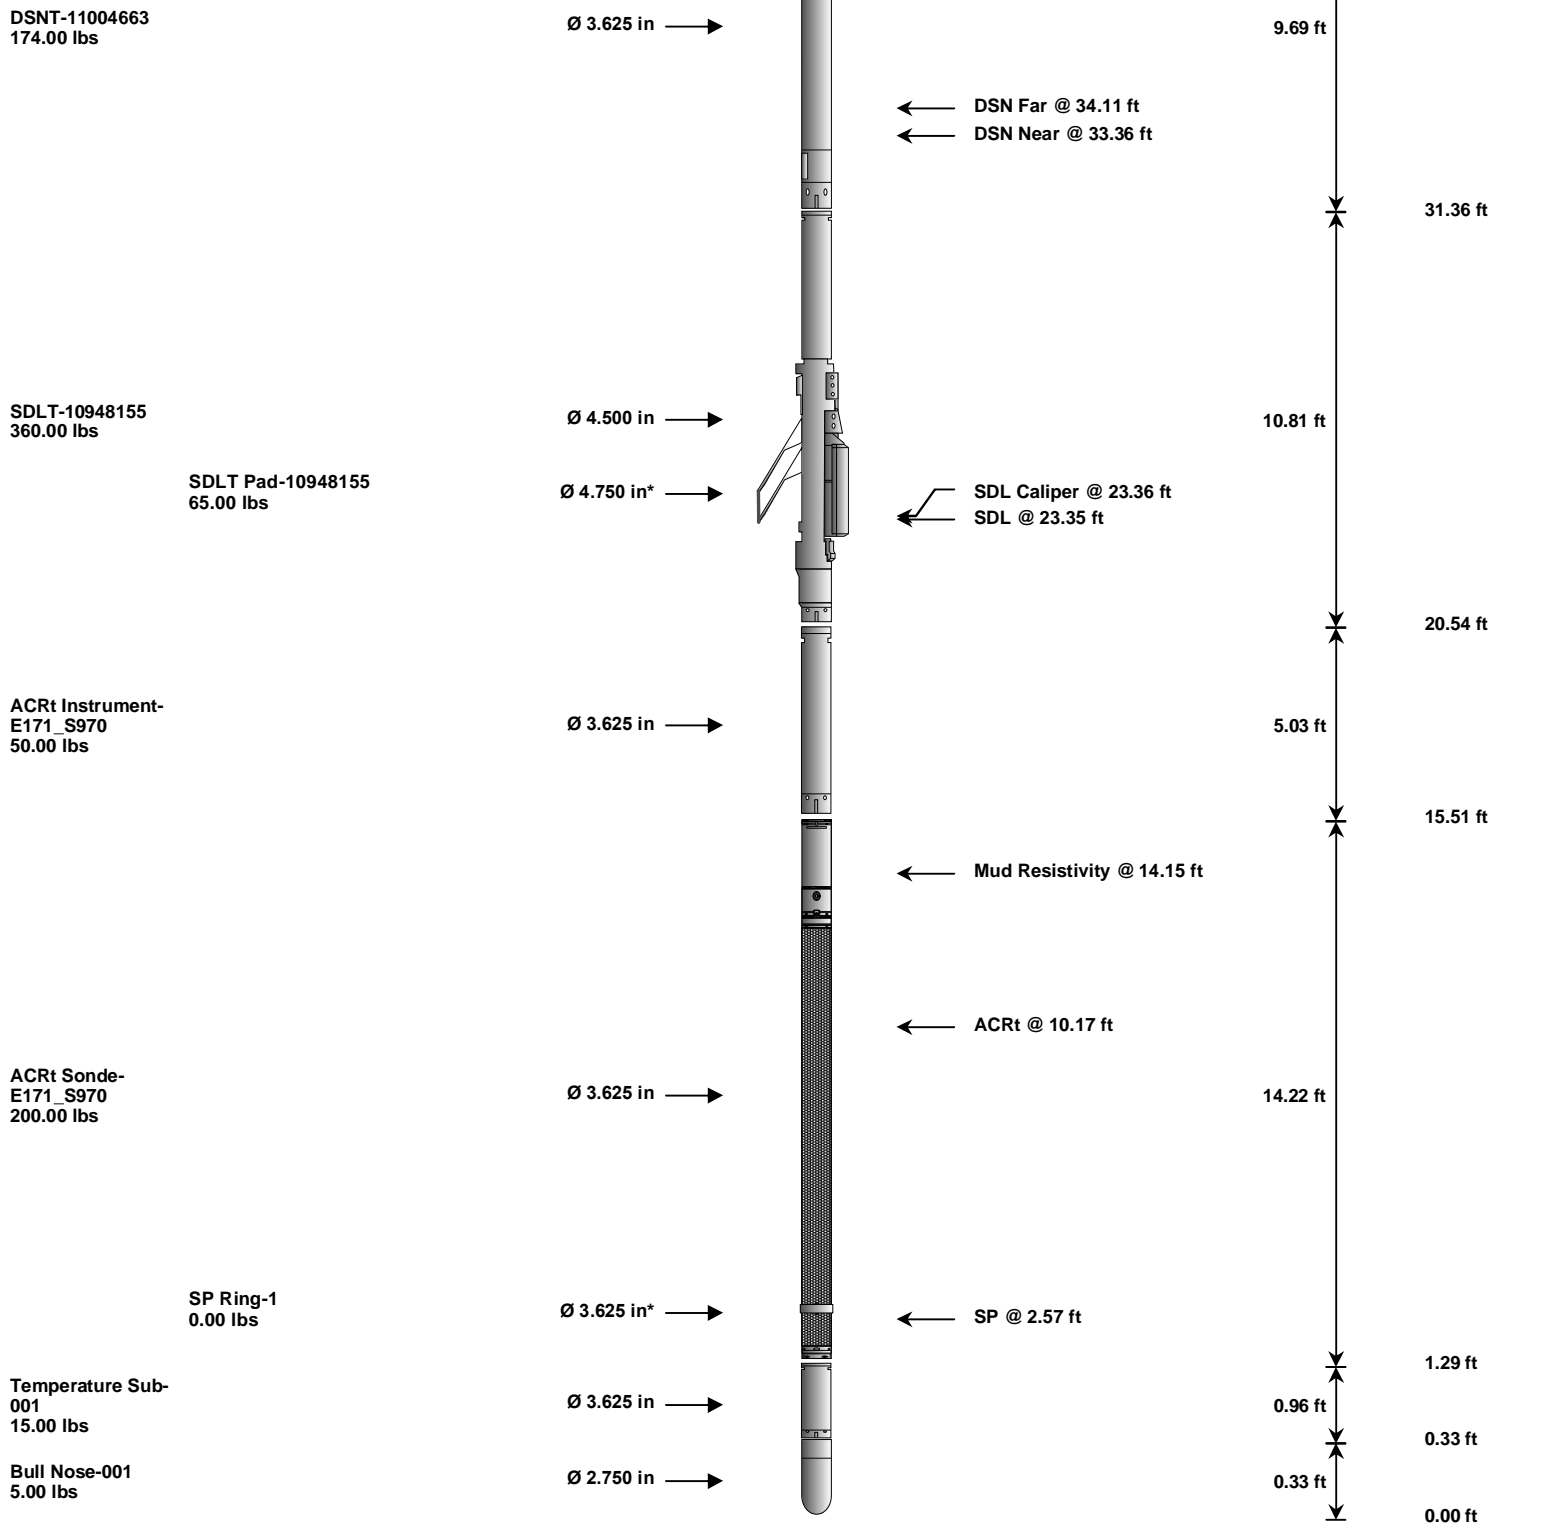 DSNT-11004663
174.00 lbs
Ø 3.625 in
9.69 ft
DSN Far @ 34.11 ft
DSN Near @ 33.36 ft
31.36 ft
SDLT-10948155
360.00 lbs
Ø 4.500 in
10.81 ft
SDLT Pad-10948155
65.00 lbs
Ø 4.750 in*
SDL Caliper @ 23.36 ft
SDL @ 23.35 ft
20.54 ft
ACRt Instrument-
E171_S970
50.00 lbs
Ø 3.625 in
5.03 ft
15.51 ft
Mud Resistivity @ 14.15 ft
ACRt @ 10.17 ft
ACRt Sonde-
E171_S970
200.00 lbs
Ø 3.625 in
14.22 ft
SP Ring-1
0.00 lbs
Ø 3.625 in*
SP @ 2.57 ft
1.29 ft
Temperature Sub-
001
15.00 lbs
Ø 3.625 in
0.96 ft
0.33 ft
Bull Nose-001
5.00 lbs
Ø 2.750 in
0.33 ft
0.00 ft